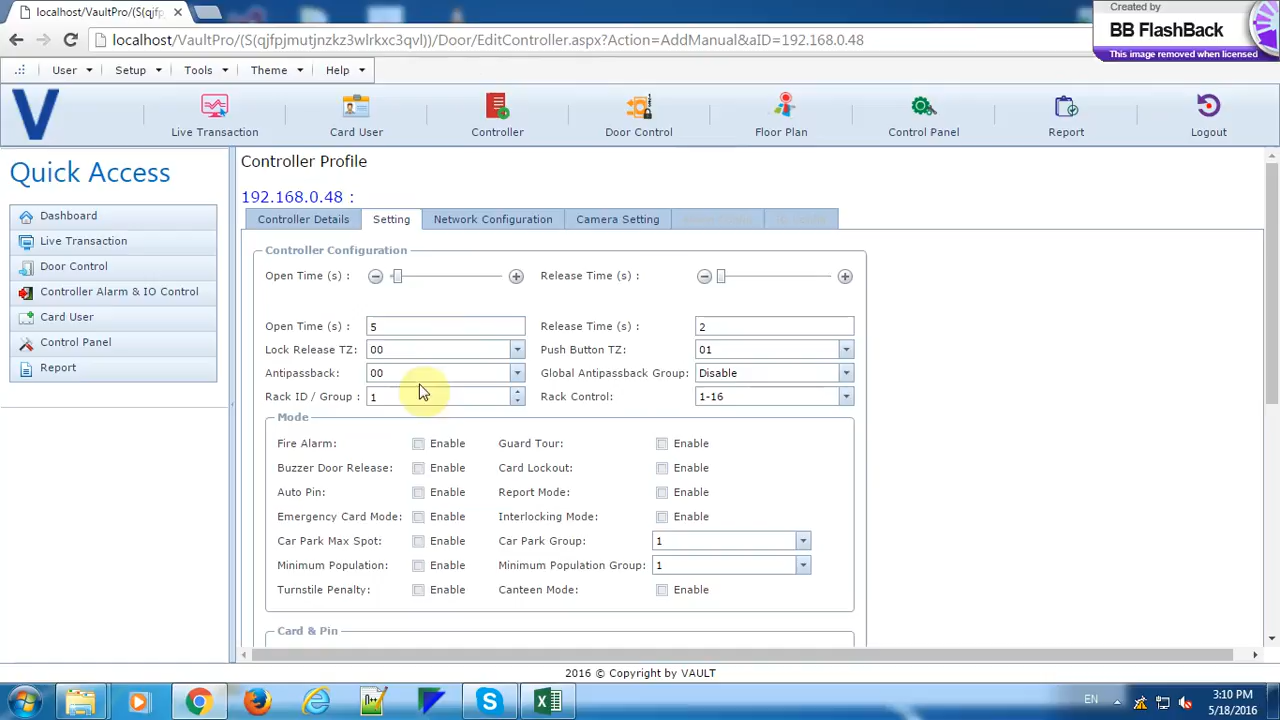 localhost/VaultPro/(S(qjfp
Created by
BB FlashBack
This image removed when licensed
localhost/VaultPro/(S(qjfpjmutjnzkz3wlrkxc3qvl))/Door/EditController.aspx?Action=AddManual&aID=192.168.0.48
User Setup Tools Theme Help
V
Live Transaction Card User Controller Door Control Floor Plan Control Panel Report Logout
Quick Access
Dashboard
Live Transaction
Door Control
Controller Alarm & IO Control
Card User
Control Panel
Report
Controller Profile
192.168.0.48 :
Controller Details Setting Network Configuration Camera Setting
Controller Configuration
Open Time (s) : Release Time (s) :
Open Time (s) : 5 Release Time (s) : 2
Lock Release TZ: 00 Push Button TZ: 01
Antipassback: 00 Global Antipassback Group: Disable
Rack ID / Group : 1 Rack Control: 1-16
Mode
Fire Alarm: Enable Guard Tour: Enable
Buzzer Door Release: Enable Card Lockout: Enable
Auto Pin: Enable Report Mode: Enable
Emergency Card Mode: Enable Interlocking Mode: Enable
Car Park Max Spot: Enable Car Park Group: 1
Minimum Population: Enable Minimum Population Group: 1
Turnstile Penalty: Enable Canteen Mode: Enable
Card & Pin
2016 © Copyright by VAULT
EN
3:10 PM
5/18/2016